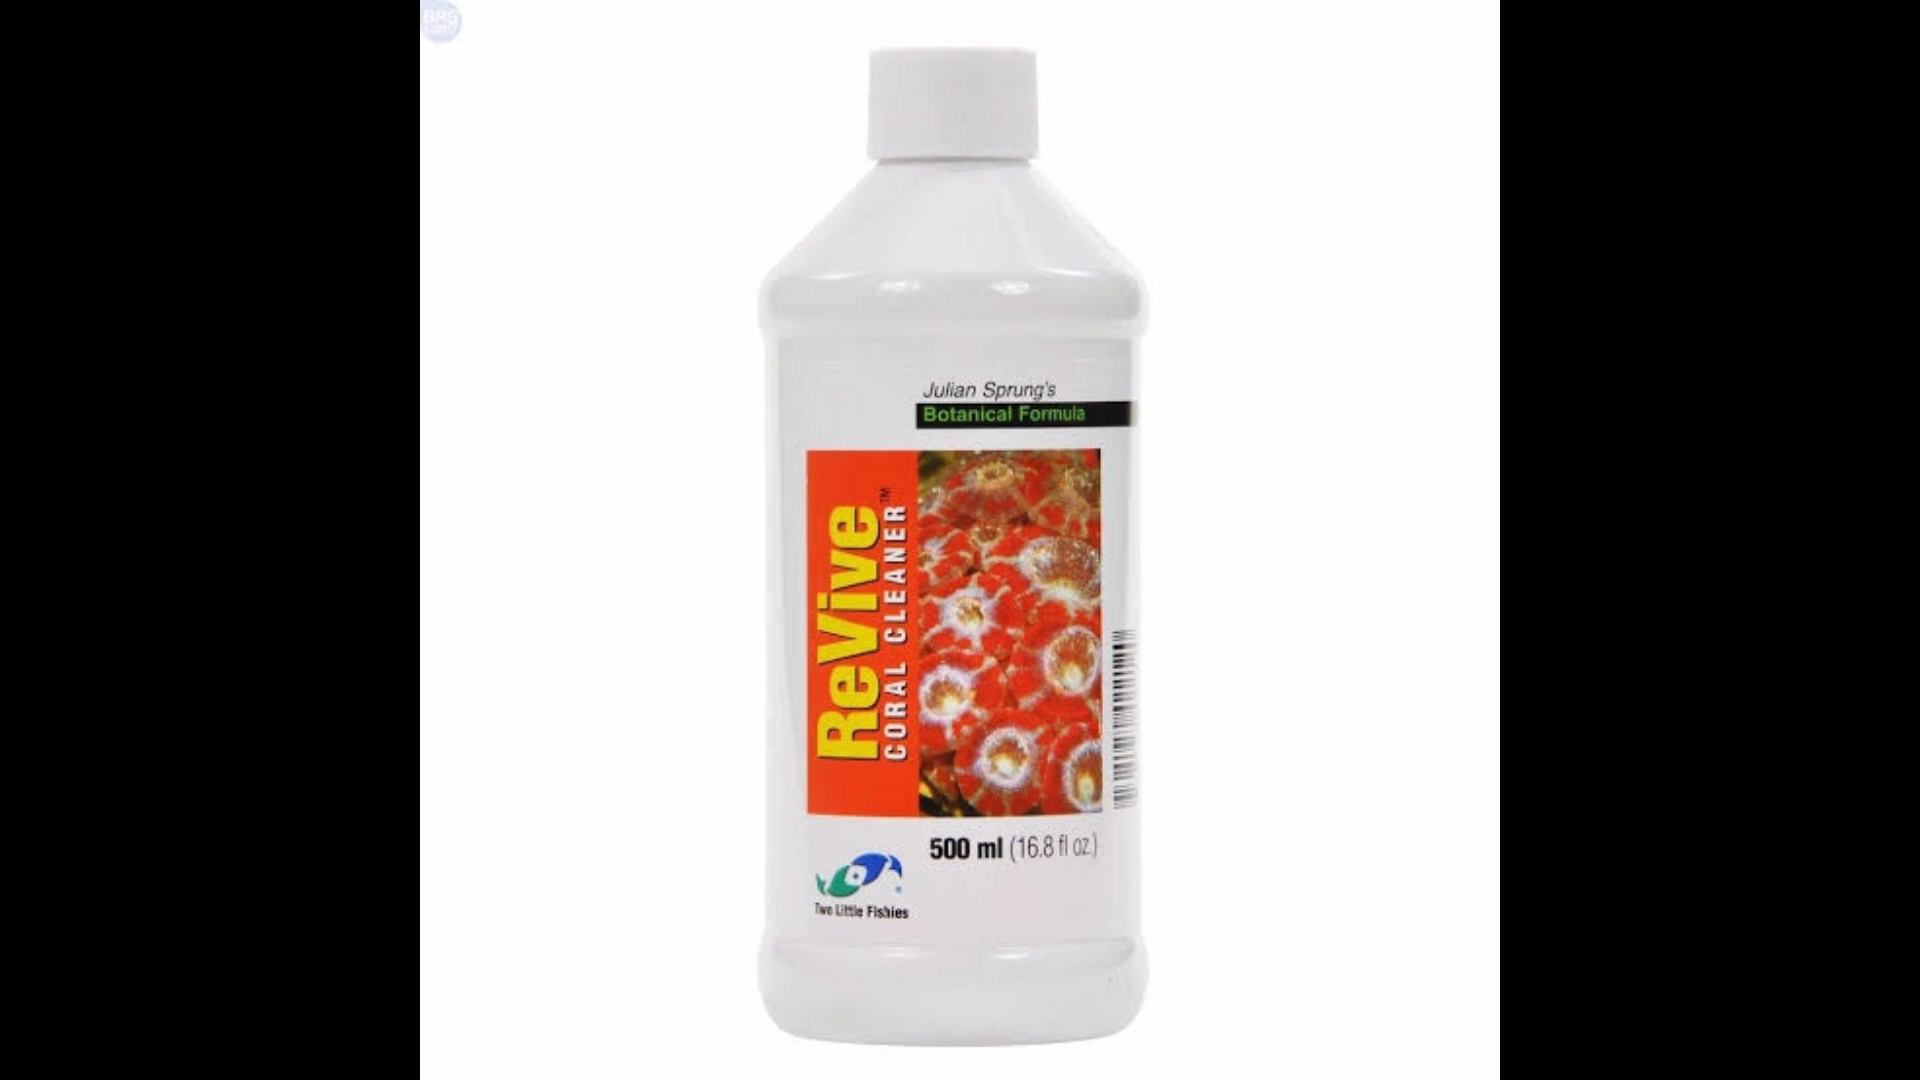 Julian Sprung's
Botanical Formula
ReVive™
CORAL CLEANER
500 ml (16.8 fl oz.)
Two Little Fishies